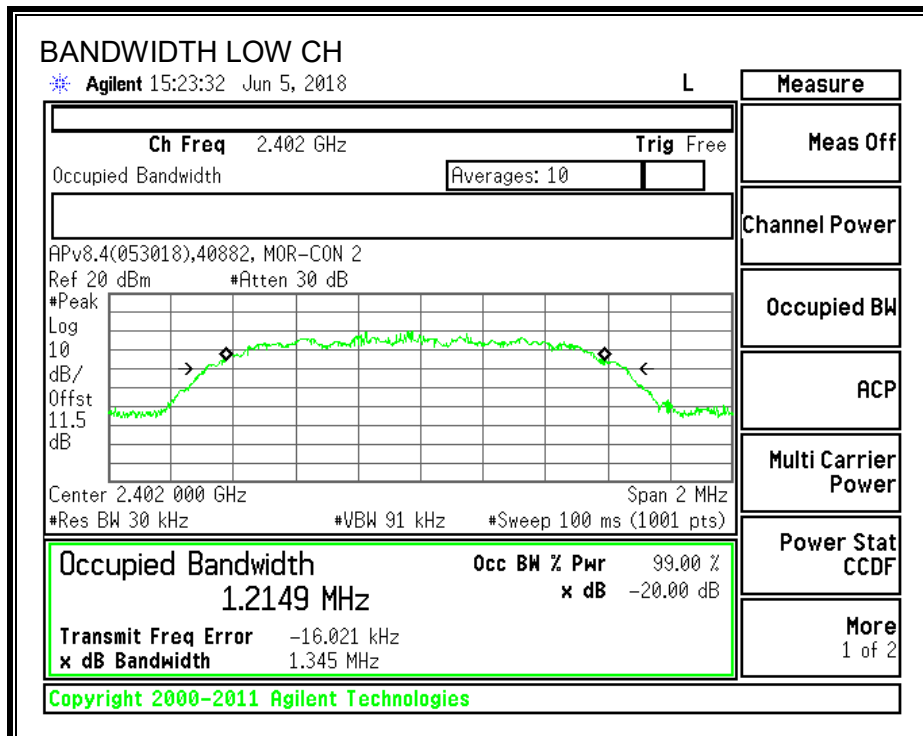 BANDWIDTH LOW CH
Agilent 15:23:32 Jun 5, 2018 L
Measure
Ch Freq 2.402 GHz Trig Free
Meas Off
Occupied Bandwidth Averages: 10
Channel Power
APv8.4(053018),40882, MOR-CON 2
Ref 20 dBm #Atten 30 dB
#Peak
Log
10
dB/
Offst
11.5
dB
Occupied BW
ACP
Multi Carrier
Power
Center 2.402 000 GHz Span 2 MHz
#Res BW 30 kHz #VBW 91 kHz #Sweep 100 ms (1001 pts)
Power Stat
CCDF
Occupied Bandwidth Occ BW % Pwr 99.00 %
1.2149 MHz x dB -20.00 dB
Transmit Freq Error -16.021 kHz
x dB Bandwidth 1.345 MHz
More
1 of 2
Copyright 2000-2011 Agilent Technologies